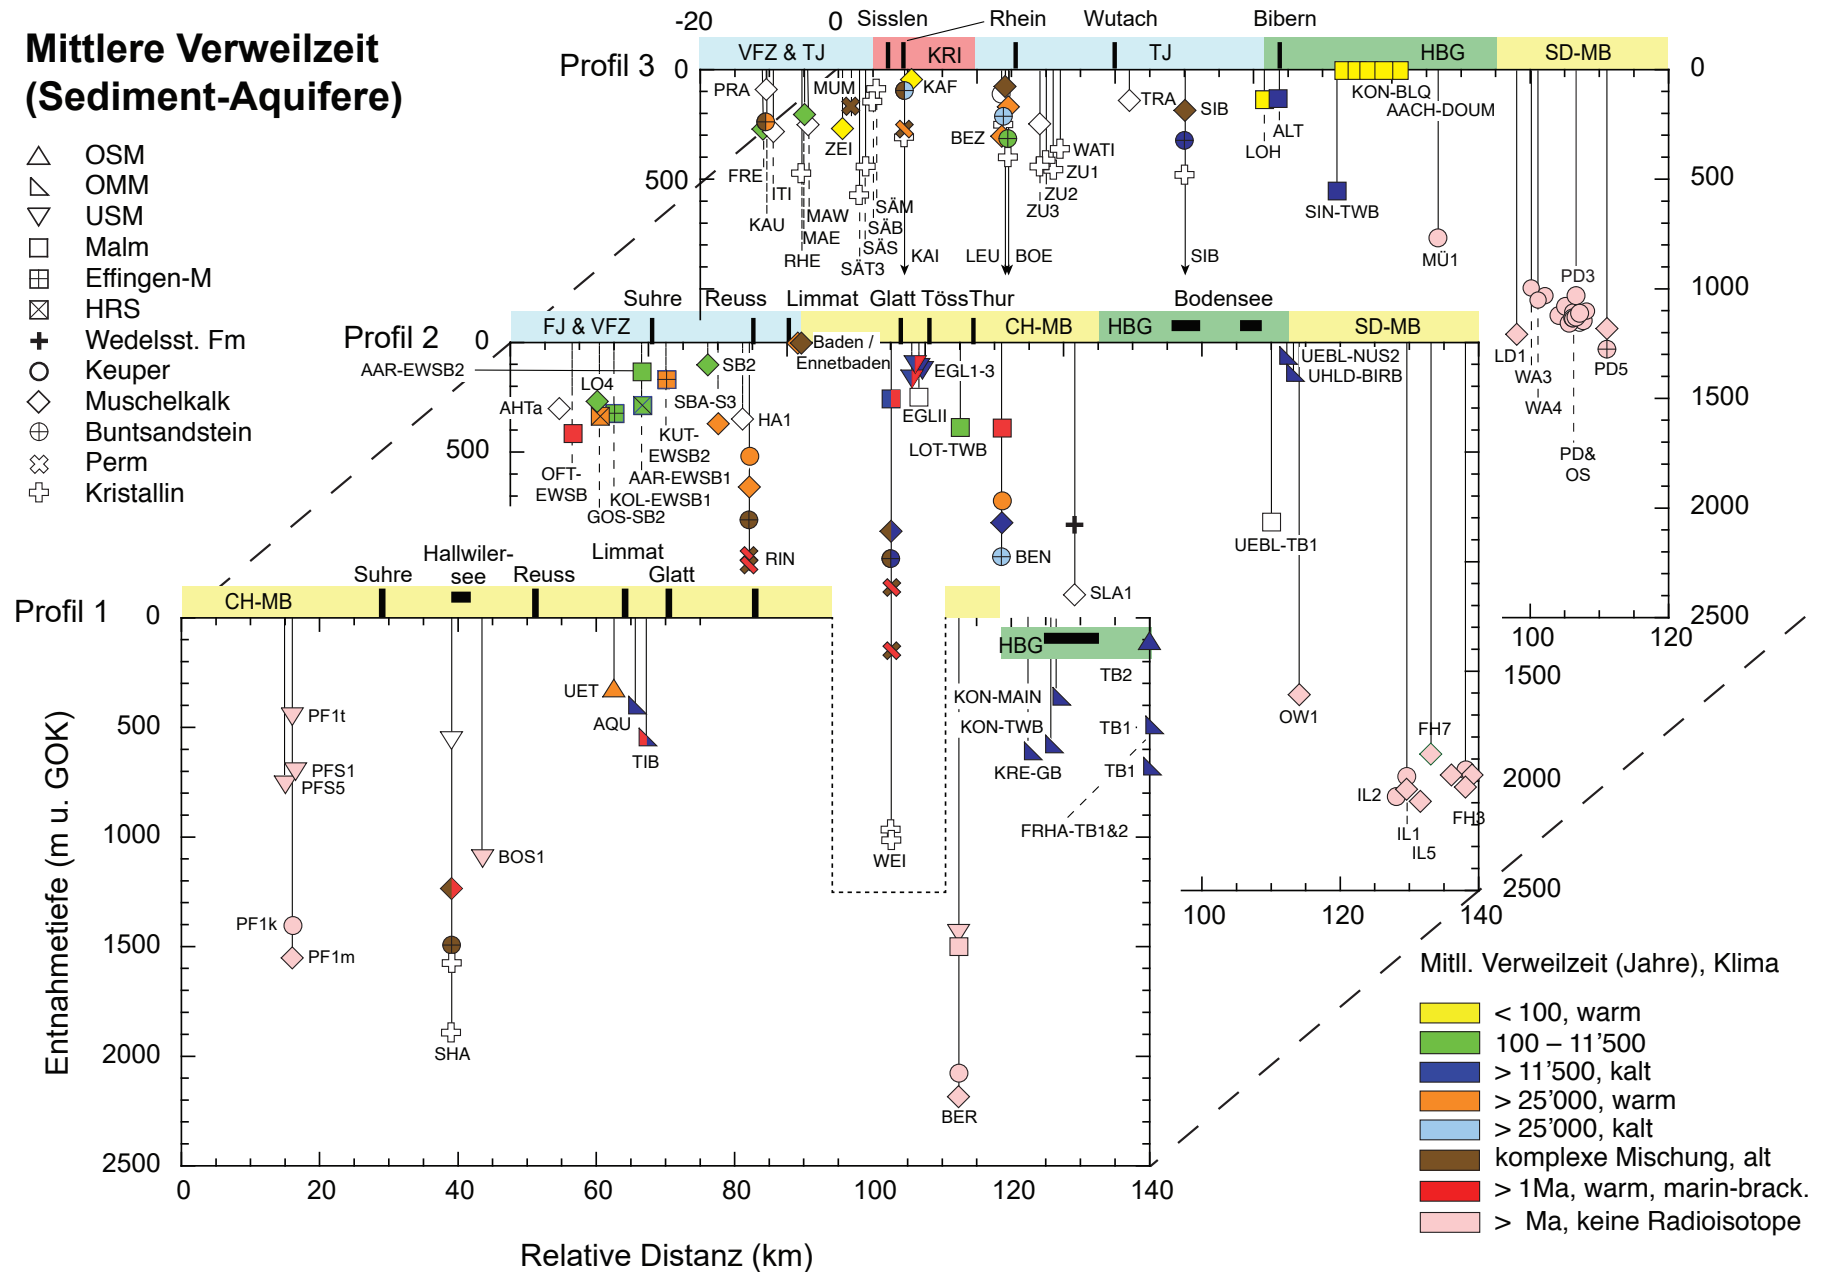 Mittlere Verweilzeit
(Sediment-Aquifere)
OSM
OMM
USM
Malm
Effingen-M
HRS
Wedelsst. Fm
Keuper
Muschelkalk
Buntsandstein
Perm
Kristallin
-20
0
Sisslen
Rhein
Wutach
Bibern
Profil 3
VFZ & TJ
KRI
TJ
HBG
SD-MB
0
500
0
500
1000
1500
2000
2500
100
120
PRA
MUM
KAF
ZEI
FRE
ITI
KAU
MAW
MAE
RHE
SÄM
SÄB
SÄS
SÄT3
KAI
BEZ
LEU
BOE
WATI
ZU1
ZU2
ZU3
TRA
SIB
SIB
LOH
ALT
KON-BLQ
AACH-DOUM
SIN-TWB
MÜ1
LD1
WA3
WA4
PD3
PD&
OS
PD5
Suhre
Reuss
Limmat
Glatt
Töss
Thur
Bodensee
Profil 2
FJ & VFZ
CH-MB
HBG
SD-MB
0
500
AAR-EWSB2
AHTa
LO4
OFT-
EWSB
SB2
SBA-S3
KUT-
EWSB2
AAR-EWSB1
KOL-EWSB1
GOS-SB2
HA1
RIN
Baden /
Ennetbaden
EGL1-3
EGLII
LOT-TWB
BEN
SLA1
WEI
UEBL-NUS2
UHLD-BIRB
UEBL-TB1
OW1
FH7
IL2
IL1
IL5
FH3
1500
2000
2500
100
120
140
Suhre
Hallwiler-
see
Reuss
Limmat
Glatt
Profil 1
CH-MB
HBG
0
500
1000
1500
2000
2500
PF1t
PFS1
PFS5
PF1k
PF1m
BOS1
SHA
UET
AQU
TIB
KON-MAIN
KON-TWB
KRE-GB
TB2
TB1
TB1
FRHA-TB1&2
BER
0
20
40
60
80
100
120
140
Entnahmetiefe (m u. GOK)
Relative Distanz (km)
Mitll. Verweilzeit (Jahre), Klima
< 100, warm
100 – 11’500
> 11’500, kalt
> 25’000, warm
> 25’000, kalt
komplexe Mischung, alt
> 1Ma, warm, marin-brack.
> Ma, keine Radioisotope